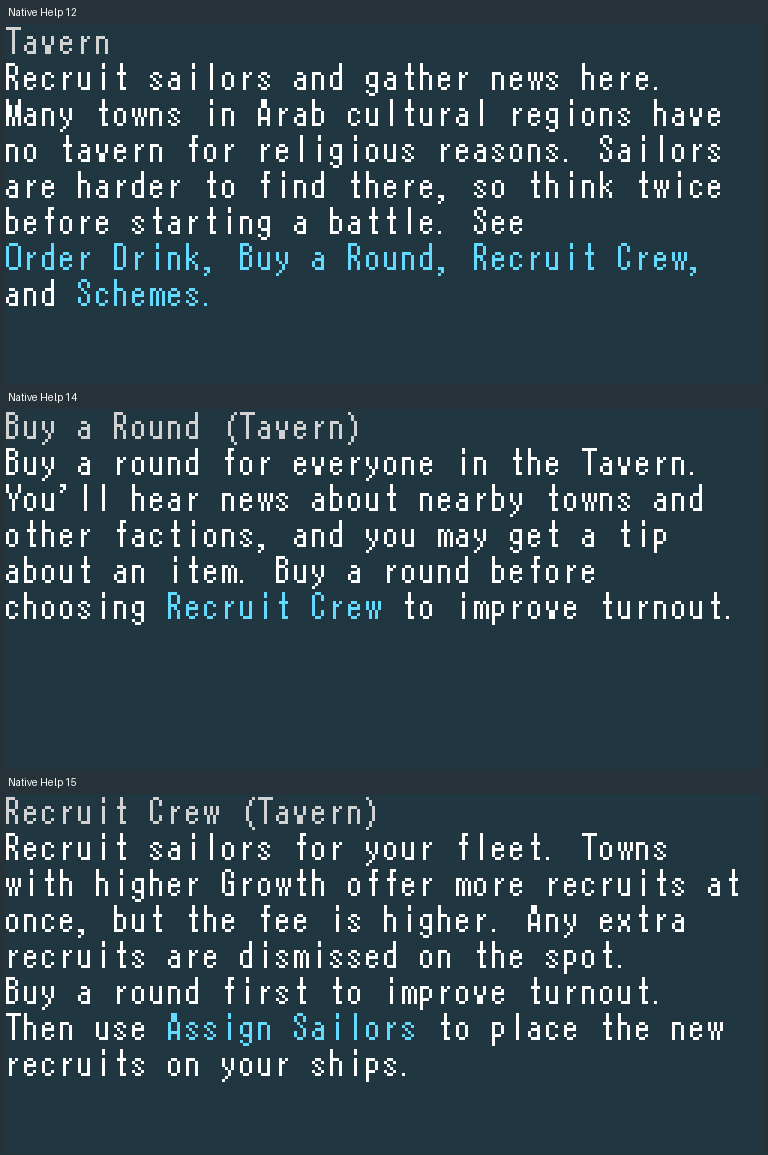 Native Help 12
Tavern
Recruit sailors and gather news here.
Many towns in Arab cultural regions have
no tavern for religious reasons. Sailors
are harder to find there, so think twice
before starting a battle. See
Order Drink, Buy a Round, Recruit Crew,
and Schemes.
Native Help 14
Buy a Round (Tavern)
Buy a round for everyone in the Tavern.
You'll hear news about nearby towns and
other factions, and you may get a tip
about an item. Buy a round before
choosing Recruit Crew to improve turnout.
Native Help 15
Recruit Crew (Tavern)
Recruit sailors for your fleet. Towns
with higher Growth offer more recruits at
once, but the fee is higher. Any extra
recruits are dismissed on the spot.
Buy a round first to improve turnout.
Then use Assign Sailors to place the new
recruits on your ships.